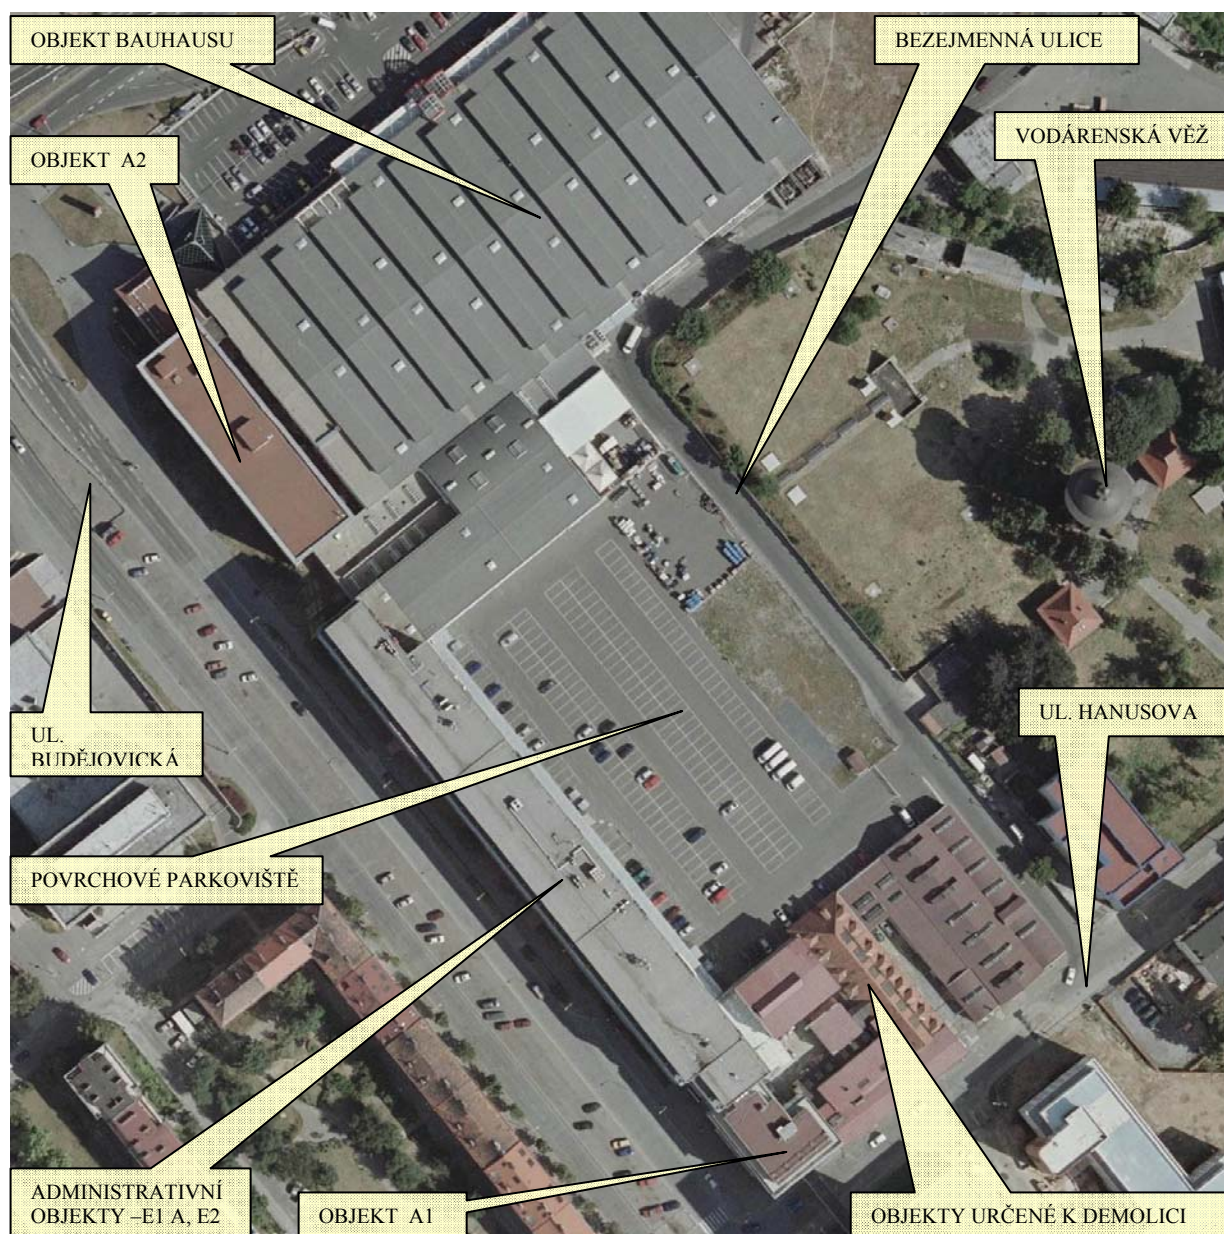 OBJEKT BAUHAUSU
BEZEJMENNÁ ULICE
VODÁRENSKÁ VĚŽ
OBJEKT A2
UL. HANUSOVA
UL.
BUDĚJOVICKÁ
POVRCHOVÉ PARKOVIŠTĚ
ADMINISTRATIVNÍ
OBJEKTY –E1 A, E2
OBJEKT A1
OBJEKTY URČENÉ K DEMOLICI